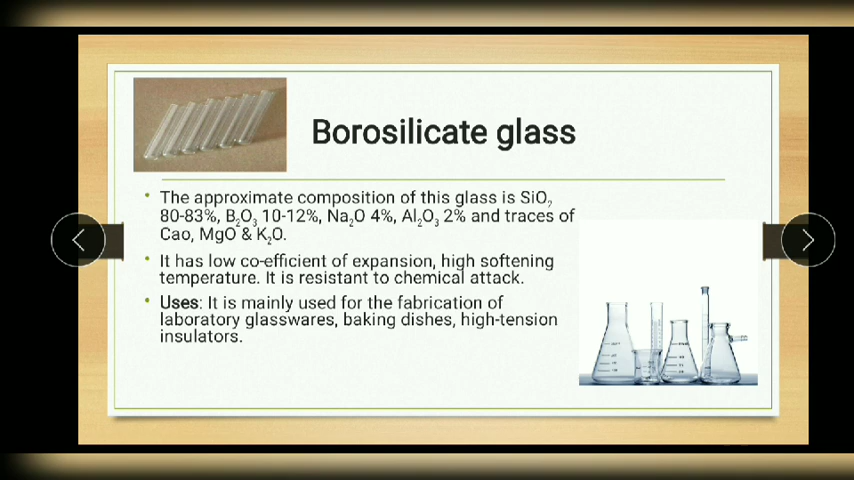 Borosilicate glass
• The approximate composition of this glass is SiO₂
80-83%, B₂O₃ 10-12%, Na₂O 4%, Al₂O₃ 2% and traces of
Cao, MgO & K₂O.
• It has low co-efficient of expansion, high softening
temperature. It is resistant to chemical attack.
• Uses: It is mainly used for the fabrication of
laboratory glasswares, baking dishes, high-tension
insulators.